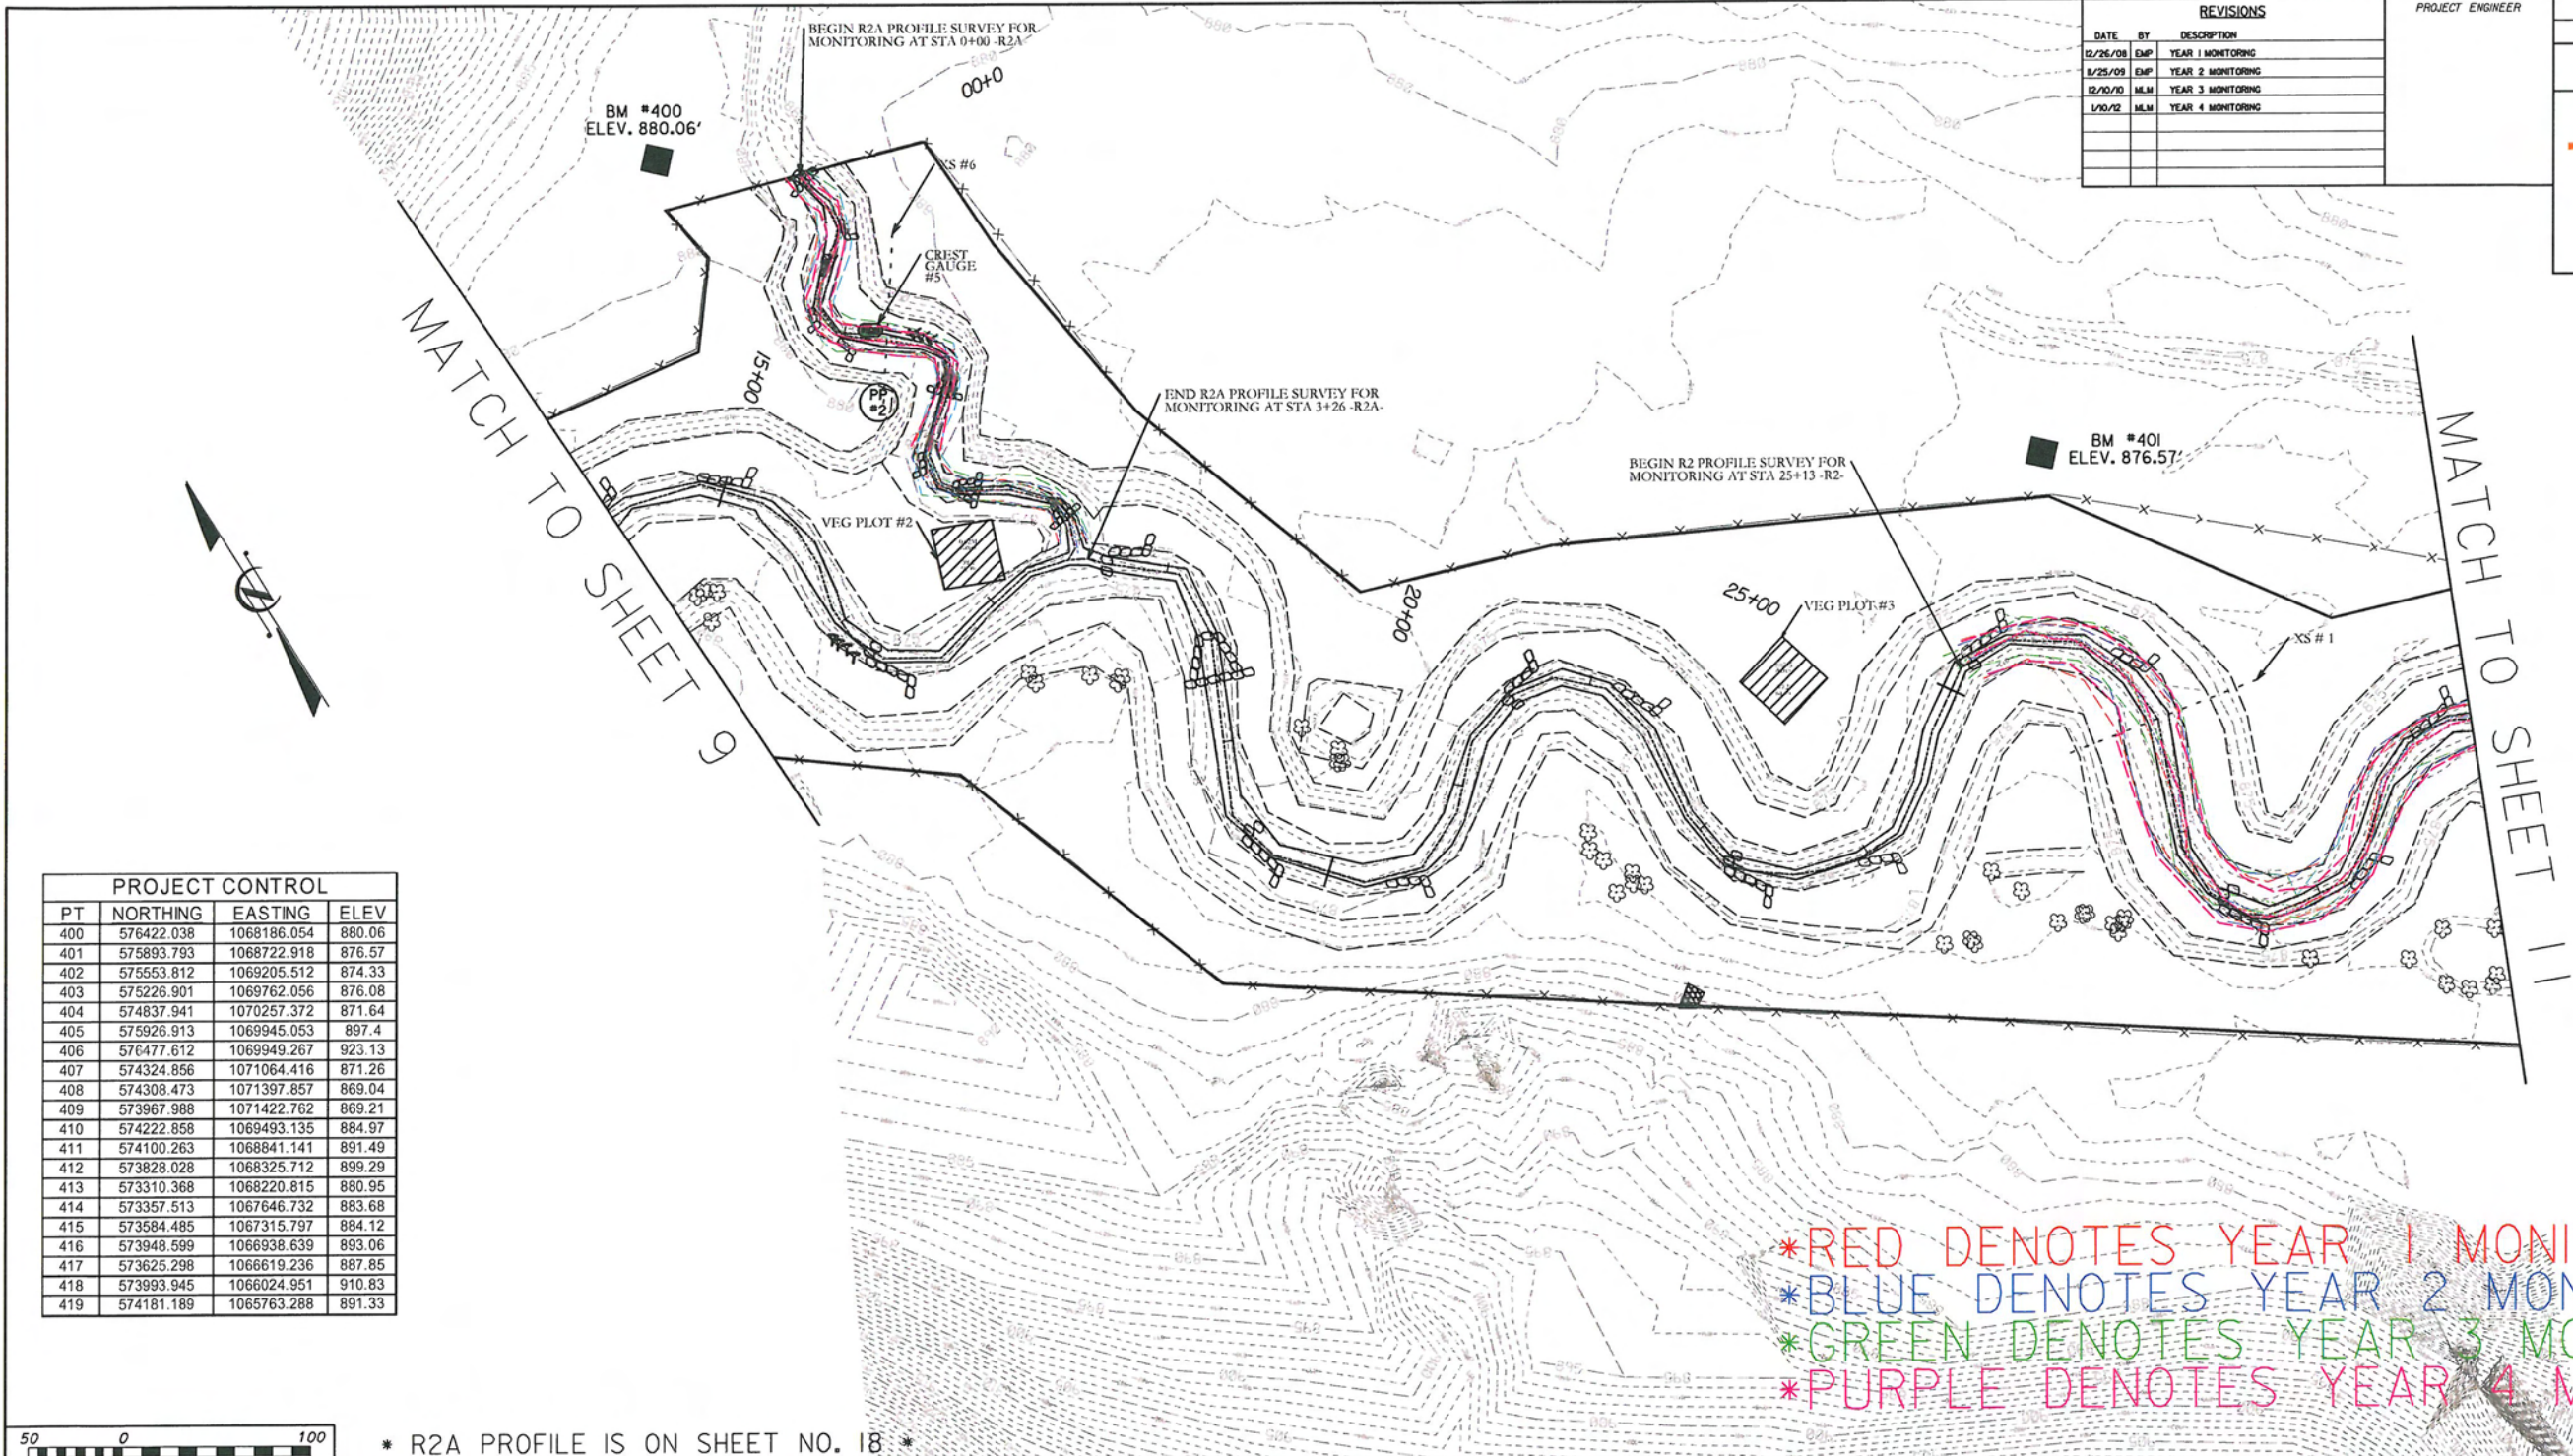 REVISIONS
DATE BY DESCRIPTION
12/26/08 EMP YEAR 1 MONITORING
11/25/09 EMP YEAR 2 MONITORING
12/10/10 MLM YEAR 3 MONITORING
1/10/12 MLM YEAR 4 MONITORING
PROJECT ENGINEER
BEGIN R2A PROFILE SURVEY FOR
MONITORING AT STA 0+00 -R2A-
00+0
BM #400
ELEV. 880.06'
XS #6
CREST
GAUGE
#5
15+00
PP
#2
END R2A PROFILE SURVEY FOR
MONITORING AT STA 3+26 -R2A-
MATCH TO SHEET 9
VEG PLOT #2
BEGIN R2 PROFILE SURVEY FOR
MONITORING AT STA 25+13 -R2-
BM #401
ELEV. 876.57'
MATCH TO SHEET 11
20+00
25+00
VEG PLOT #3
XS # 1
N
PROJECT CONTROL
PT NORTHING EASTING ELEV
400 576422.038 1068186.054 880.06
401 575893.793 1068722.918 876.57
402 575553.812 1069205.512 874.33
403 575226.901 1069762.056 876.08
404 574837.941 1070257.372 871.64
405 575926.913 1069945.053 897.4
406 576477.612 1069949.267 923.13
407 574324.856 1071064.416 871.26
408 574308.473 1071397.857 869.04
409 573967.988 1071422.762 869.21
410 574222.858 1069493.135 884.97
411 574100.263 1068841.141 891.49
412 573828.028 1068325.712 899.29
413 573310.368 1068220.815 880.95
414 573357.513 1067646.732 883.68
415 573584.485 1067315.797 884.12
416 573948.599 1066938.639 893.06
417 573625.298 1066619.236 887.85
418 573993.945 1066024.951 910.83
419 574181.189 1065763.288 891.33
*RED DENOTES YEAR 1 MONI
*BLUE DENOTES YEAR 2 MON
*GREEN DENOTES YEAR 3 MO
*PURPLE DENOTES YEAR 4 M
50 0 100
* R2A PROFILE IS ON SHEET NO. 18 *